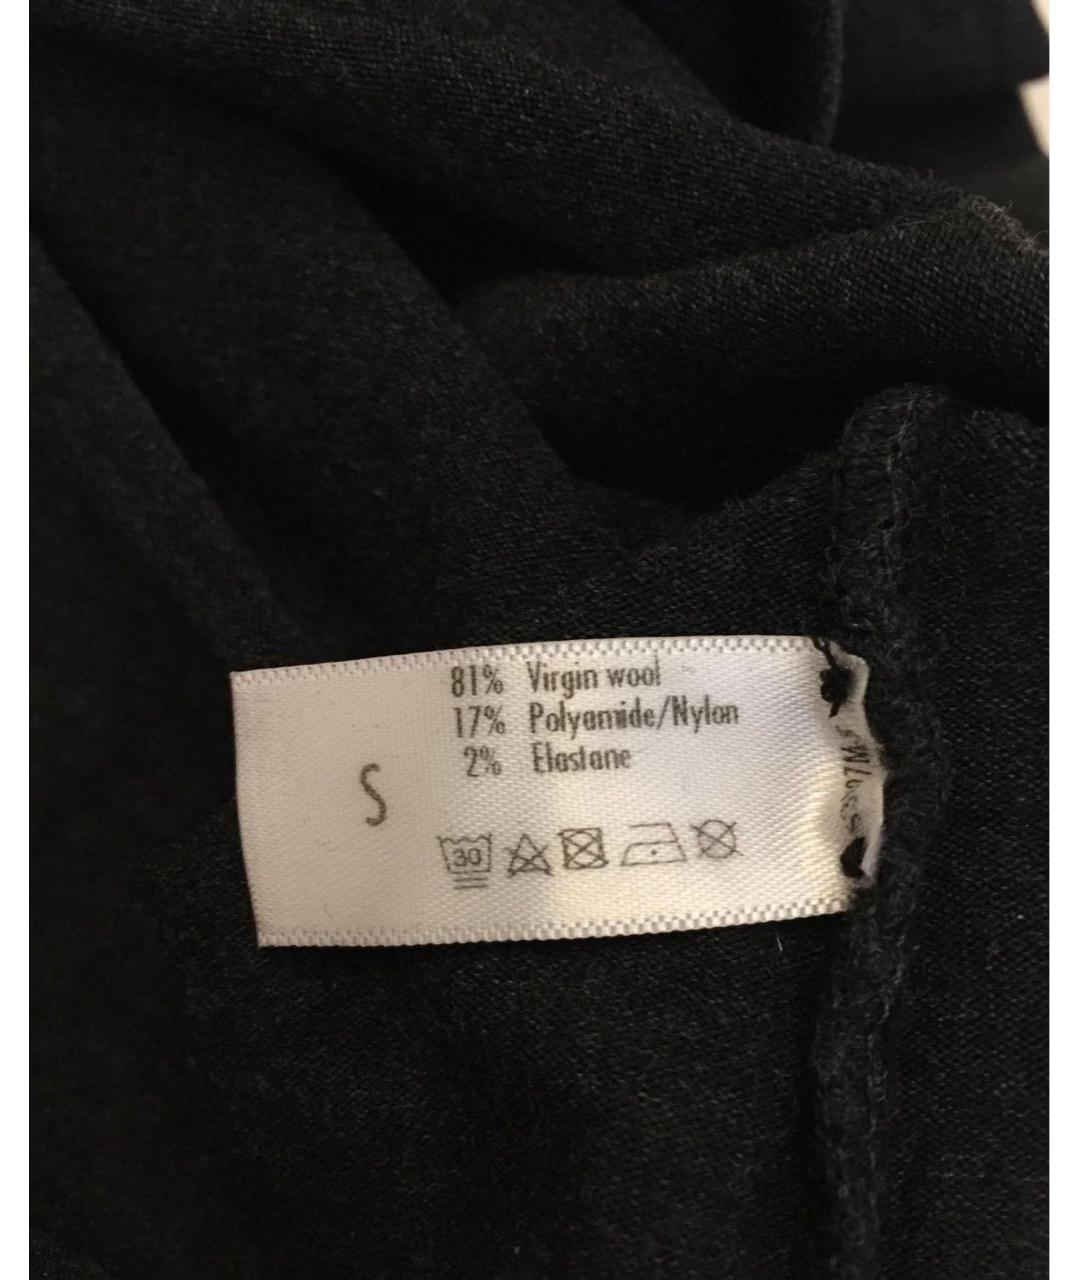 81% Virgin wool
17% Polyamide/Nylon
2% Elastane
S
30